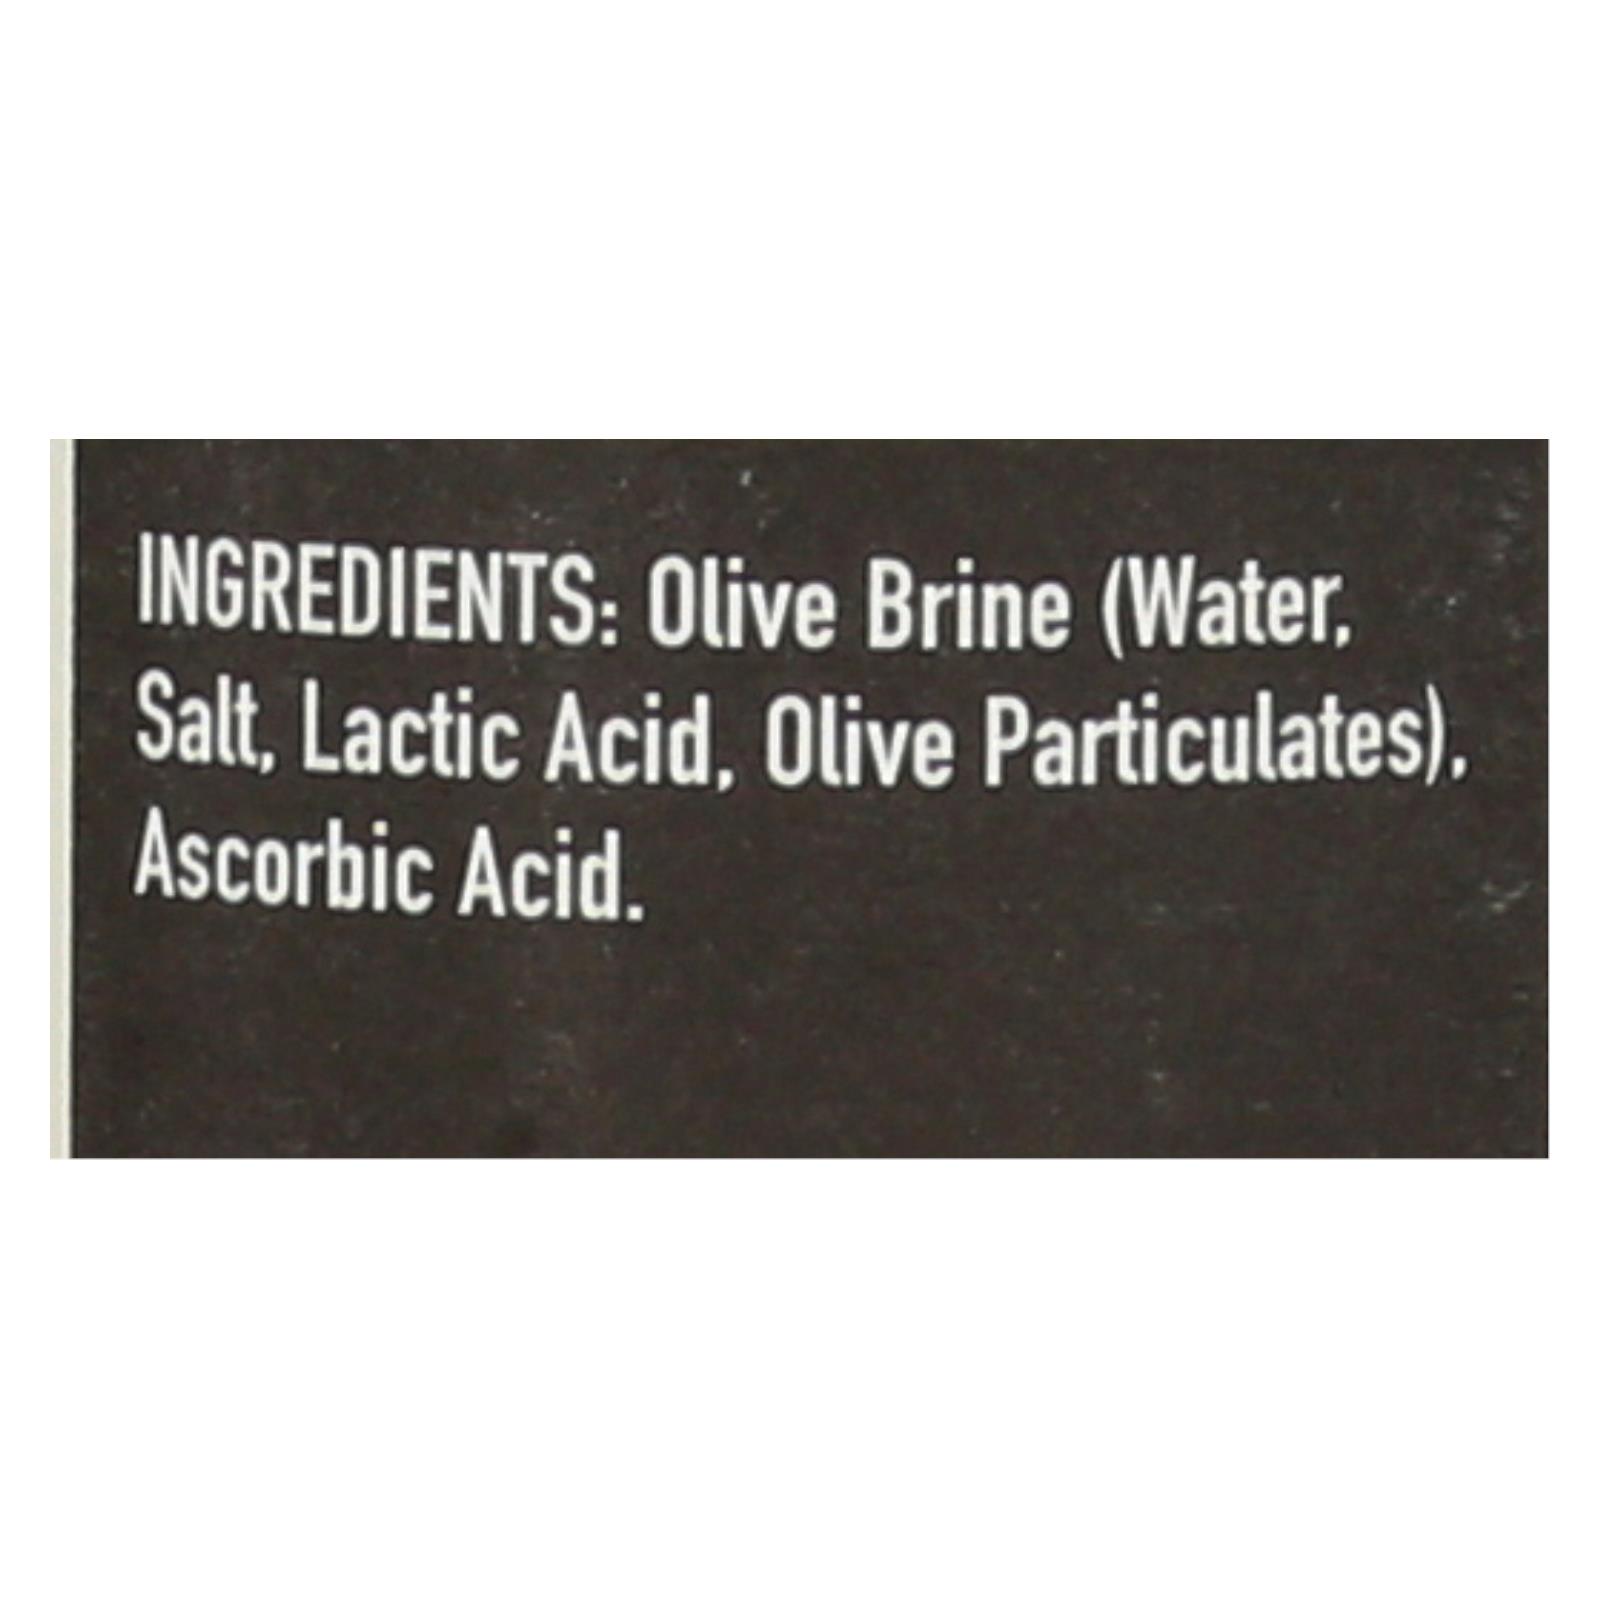 INGREDIENTS: Olive Brine (Water,
Salt, Lactic Acid, Olive Particulates),
Ascorbic Acid.